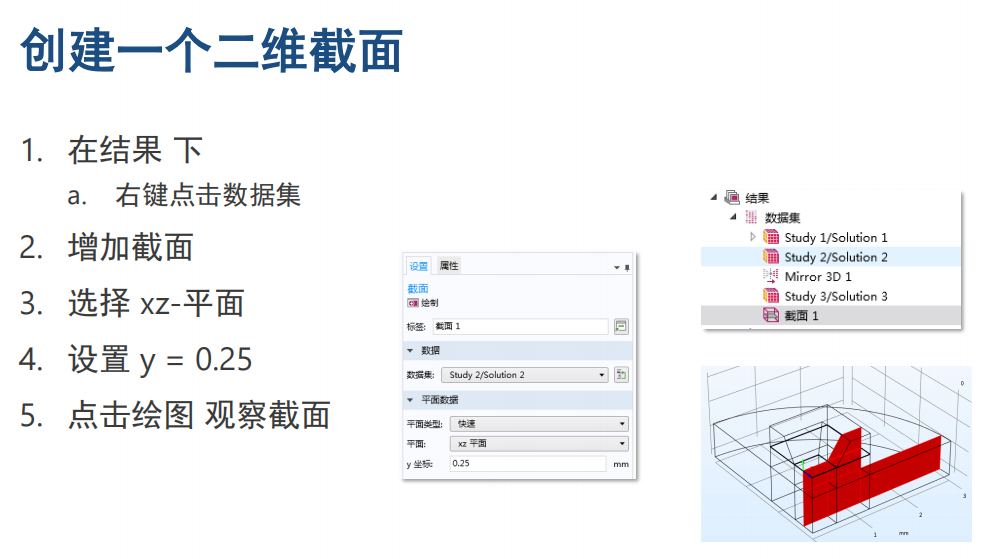 创建一个二维截面
1. 在结果 下
a. 右键点击数据集
2. 增加截面
3. 选择 xz-平面
4. 设置 y = 0.25
5. 点击绘图 观察截面
设置 属性
截面
绘制
标签: 截面 1
数据
数据集: Study 2/Solution 2
平面数据
平面类型: 快速
平面: xz 平面
y 坐标: 0.25 mm
结果
数据集
Study 1/Solution 1
Study 2/Solution 2
Mirror 3D 1
Study 3/Solution 3
截面 1
0
3
2
1 mm